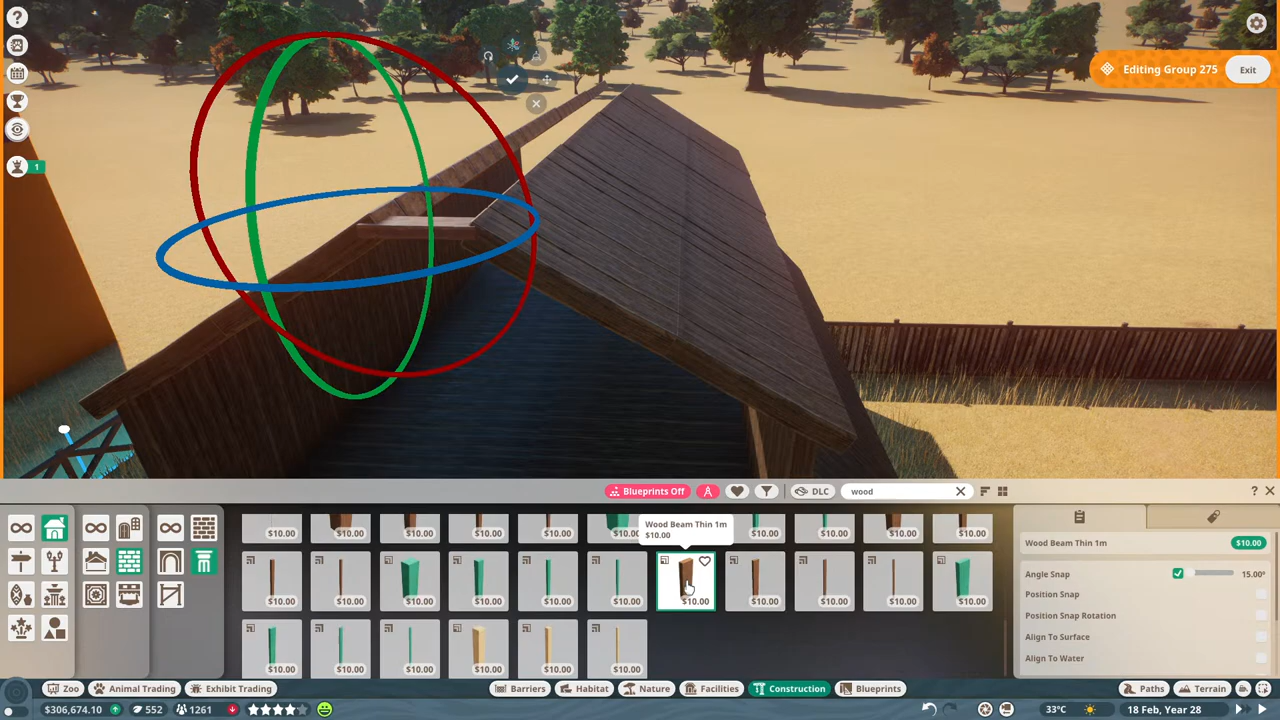 ?
Editing Group 275
Exit
1
Blueprints Off
DLC
wood
?
Wood Beam Thin 1m
$10.00
$10.00 $10.00 $10.00 $10.00 $10.00 $10.00 $10.00 $10.00 $10.00 $10.00
$10.00 $10.00 $10.00 $10.00 $10.00 $10.00 $10.00 $10.00 $10.00 $10.00 $10.00
$10.00 $10.00 $10.00 $10.00 $10.00 $10.00
Wood Beam Thin 1m
$10.00
Angle Snap
15.00°
Position Snap
Position Snap Rotation
Align To Surface
Align To Water
Zoo
Animal Trading
Exhibit Trading
Barriers
Habitat
Nature
Facilities
Construction
Blueprints
Paths
Terrain
$306,674.10
552
1261
33°C
18 Feb, Year 28